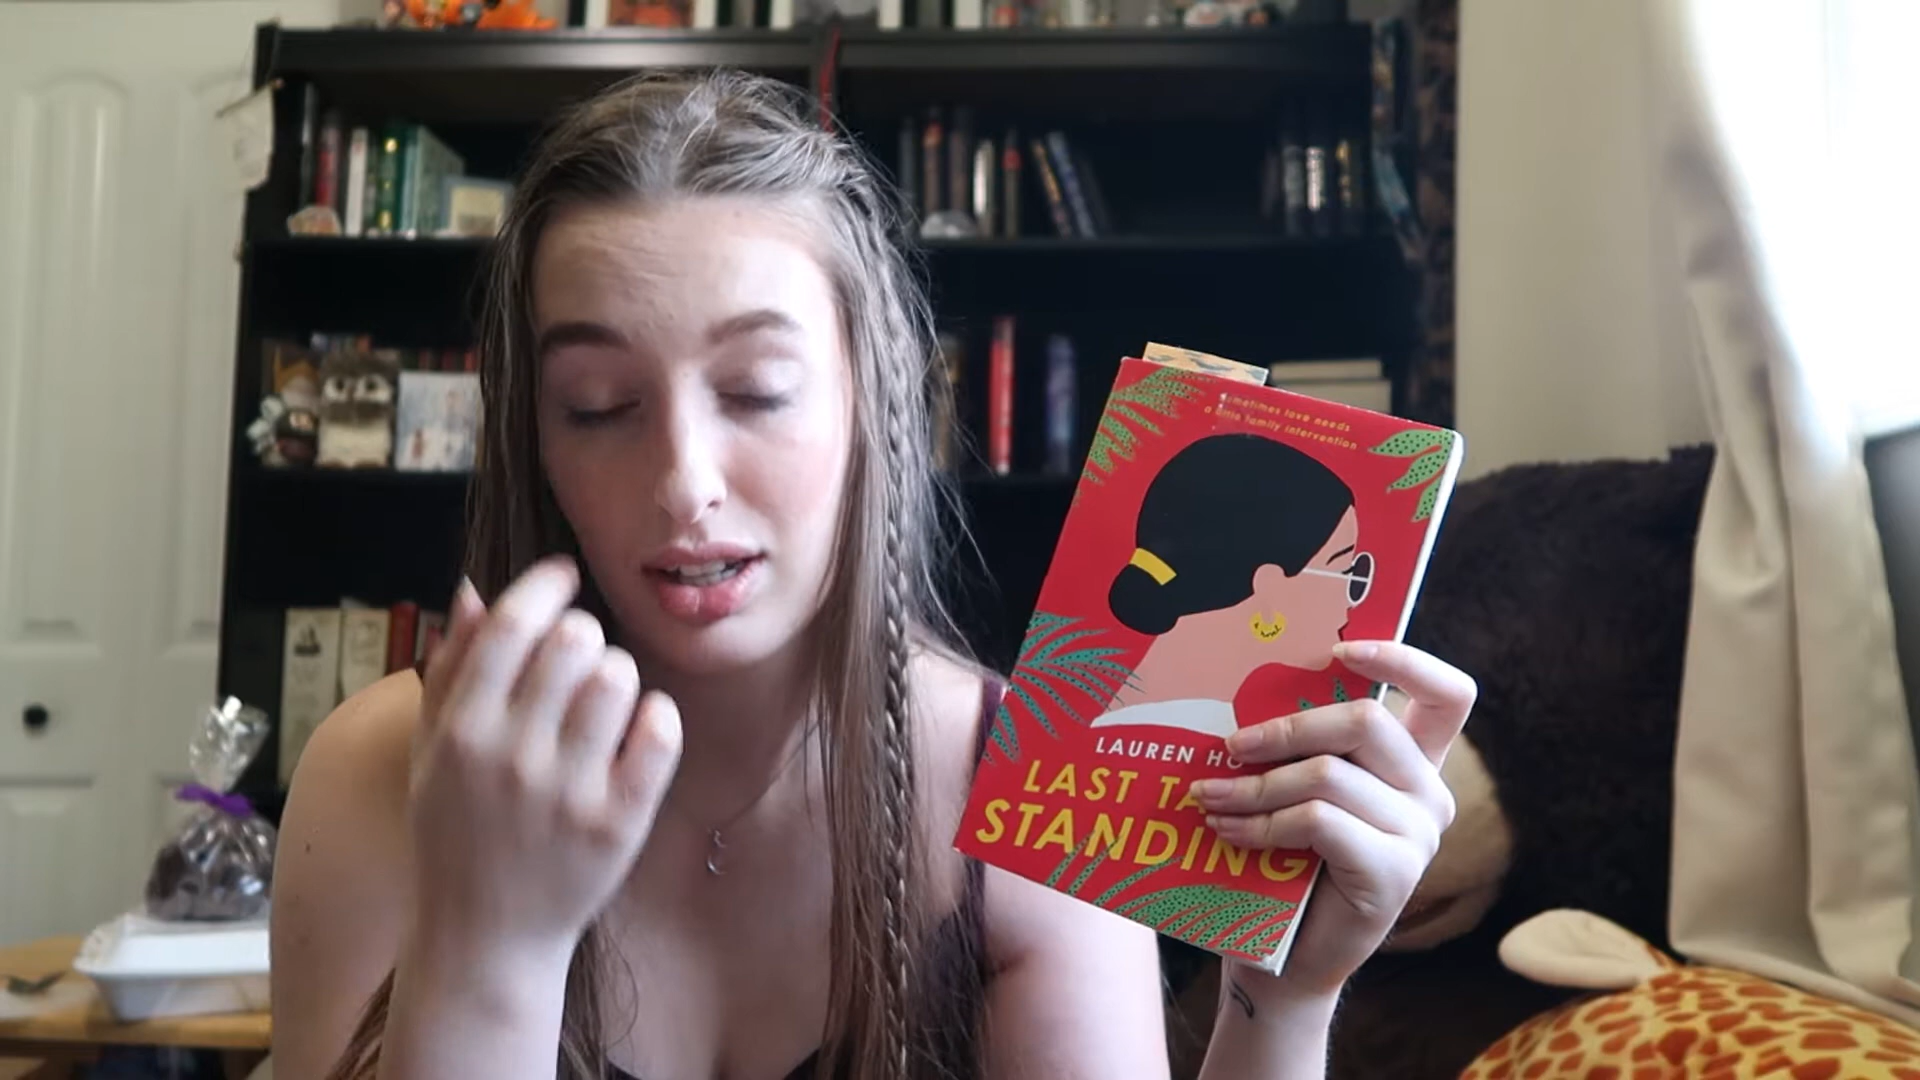 sometimes love needs
a little family intervention
LAUREN HO
LAST TA
STANDING